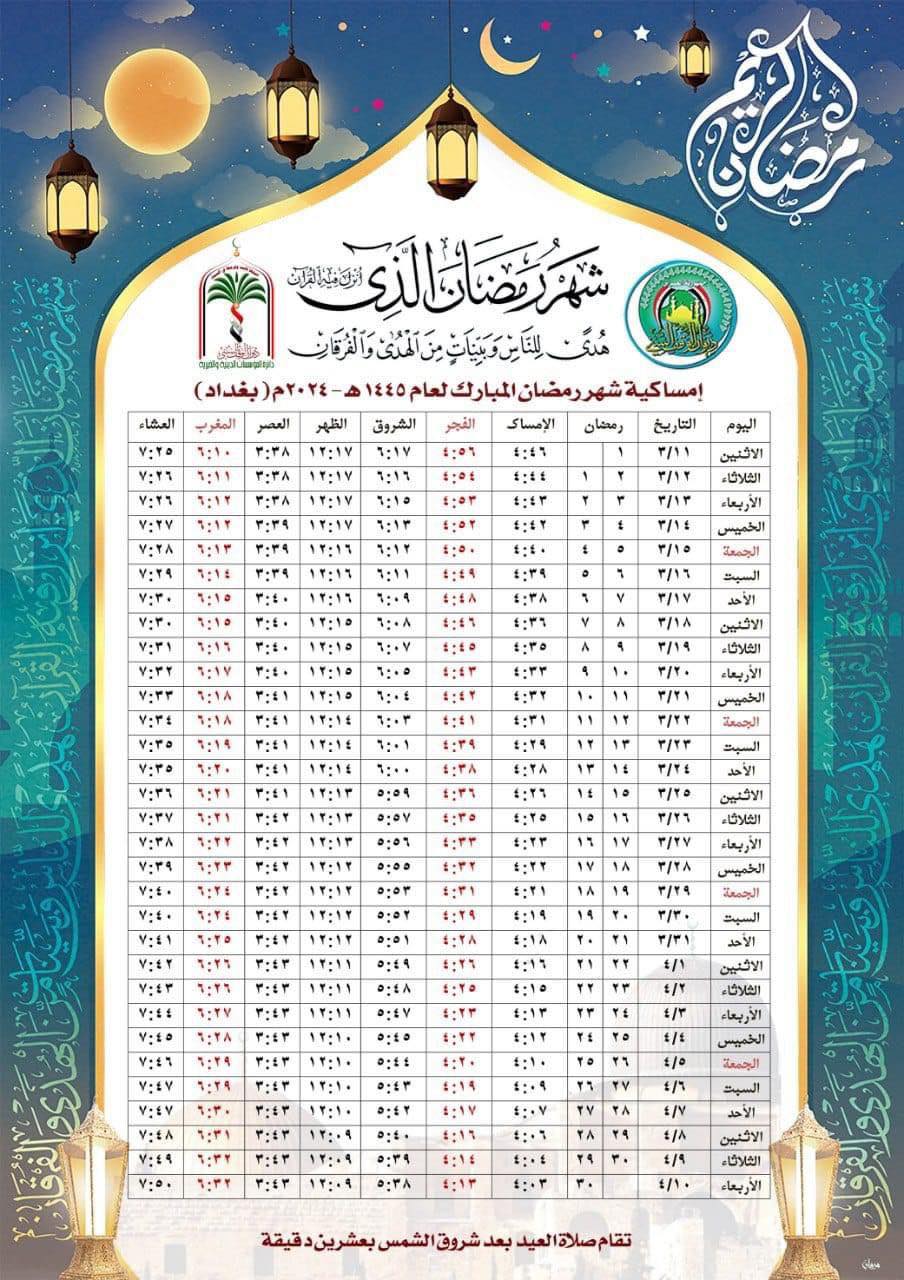 رمضان كريم
شَهْرُ رَمَضَانَ الَّذِي أُنْزِلَ فِيهِ الْقُرْآنُ
هُدًى لِلنَّاسِ وَبَيِّنَاتٍ مِنَ الْهُدَى وَالْفُرْقَانِ
ديوان الوقف السني
دائرة المؤسسات الدينية والخيرية
إمساكية شهر رمضان المبارك لعام ١٤٤٥ هـ - ٢٠٢٤ م ( بغداد )
اليوم التاريخ رمضان الإمساك الفجر الشروق الظهر العصر المغرب العشاء
الاثنين ٣/١١ ١ ٤:٤٦ ٤:٥٦ ٦:١٧ ١٢:١٧ ٣:٣٨ ٦:١٠ ٧:٢٥
الثلاثاء ٣/١٢ ٢ ١ ٤:٤٤ ٤:٥٤ ٦:١٦ ١٢:١٧ ٣:٣٨ ٦:١١ ٧:٢٦
الأربعاء ٣/١٣ ٣ ٢ ٤:٤٣ ٤:٥٣ ٦:١٥ ١٢:١٧ ٣:٣٨ ٦:١٢ ٧:٢٦
الخميس ٣/١٤ ٤ ٣ ٤:٤٢ ٤:٥٢ ٦:١٣ ١٢:١٧ ٣:٣٩ ٦:١٢ ٧:٢٧
الجمعة ٣/١٥ ٥ ٤ ٤:٤٠ ٤:٥٠ ٦:١٢ ١٢:١٦ ٣:٣٩ ٦:١٣ ٧:٢٨
السبت ٣/١٦ ٦ ٥ ٤:٣٩ ٤:٤٩ ٦:١١ ١٢:١٦ ٣:٣٩ ٦:١٤ ٧:٢٩
الأحد ٣/١٧ ٧ ٦ ٤:٣٨ ٤:٤٨ ٦:٠٩ ١٢:١٦ ٣:٤٠ ٦:١٥ ٧:٣٠
الاثنين ٣/١٨ ٨ ٧ ٤:٣٦ ٤:٤٦ ٦:٠٨ ١٢:١٥ ٣:٤٠ ٦:١٥ ٧:٣٠
الثلاثاء ٣/١٩ ٩ ٨ ٤:٣٥ ٤:٤٥ ٦:٠٧ ١٢:١٥ ٣:٤٠ ٦:١٦ ٧:٣١
الأربعاء ٣/٢٠ ١٠ ٩ ٤:٣٣ ٤:٤٣ ٦:٠٥ ١٢:١٥ ٣:٤٠ ٦:١٧ ٧:٣٢
الخميس ٣/٢١ ١١ ١٠ ٤:٣٢ ٤:٤٢ ٦:٠٤ ١٢:١٥ ٣:٤١ ٦:١٨ ٧:٣٣
الجمعة ٣/٢٢ ١٢ ١١ ٤:٣١ ٤:٤١ ٦:٠٣ ١٢:١٤ ٣:٤١ ٦:١٨ ٧:٣٤
السبت ٣/٢٣ ١٣ ١٢ ٤:٢٩ ٤:٣٩ ٦:٠١ ١٢:١٤ ٣:٤١ ٦:١٩ ٧:٣٥
الأحد ٣/٢٤ ١٤ ١٣ ٤:٢٨ ٤:٣٨ ٦:٠٠ ١٢:١٤ ٣:٤١ ٦:٢٠ ٧:٣٥
الاثنين ٣/٢٥ ١٥ ١٤ ٤:٢٦ ٤:٣٦ ٥:٥٩ ١٢:١٣ ٣:٤١ ٦:٢١ ٧:٣٦
الثلاثاء ٣/٢٦ ١٦ ١٥ ٤:٢٥ ٤:٣٥ ٥:٥٧ ١٢:١٣ ٣:٤٢ ٦:٢١ ٧:٣٧
الأربعاء ٣/٢٧ ١٧ ١٦ ٤:٢٣ ٤:٣٣ ٥:٥٦ ١٢:١٣ ٣:٤٢ ٦:٢٢ ٧:٣٨
الخميس ٣/٢٨ ١٨ ١٧ ٤:٢٢ ٤:٣٢ ٥:٥٥ ١٢:١٢ ٣:٤٢ ٦:٢٣ ٧:٣٩
الجمعة ٣/٢٩ ١٩ ١٨ ٤:٢١ ٤:٣١ ٥:٥٣ ١٢:١٢ ٣:٤٢ ٦:٢٤ ٧:٤٠
السبت ٣/٣٠ ٢٠ ١٩ ٤:١٩ ٤:٢٩ ٥:٥٢ ١٢:١٢ ٣:٤٢ ٦:٢٤ ٧:٤٠
الأحد ٣/٣١ ٢١ ٢٠ ٤:١٨ ٤:٢٨ ٥:٥١ ١٢:١٢ ٣:٤٢ ٦:٢٥ ٧:٤١
الاثنين ٤/١ ٢٢ ٢١ ٤:١٦ ٤:٢٦ ٥:٤٩ ١٢:١١ ٣:٤٣ ٦:٢٦ ٧:٤٢
الثلاثاء ٤/٢ ٢٣ ٢٢ ٤:١٥ ٤:٢٥ ٥:٤٨ ١٢:١١ ٣:٤٣ ٦:٢٦ ٧:٤٣
الأربعاء ٤/٣ ٢٤ ٢٣ ٤:١٣ ٤:٢٣ ٥:٤٧ ١٢:١١ ٣:٤٣ ٦:٢٧ ٧:٤٤
الخميس ٤/٤ ٢٥ ٢٤ ٤:١٢ ٤:٢٢ ٥:٤٥ ١٢:١٠ ٣:٤٣ ٦:٢٨ ٧:٤٥
الجمعة ٤/٥ ٢٦ ٢٥ ٤:١٠ ٤:٢٠ ٥:٤٤ ١٢:١٠ ٣:٤٣ ٦:٢٩ ٧:٤٦
السبت ٤/٦ ٢٧ ٢٦ ٤:٠٩ ٤:١٩ ٥:٤٣ ١٢:١٠ ٣:٤٣ ٦:٢٩ ٧:٤٧
الأحد ٤/٧ ٢٨ ٢٧ ٤:٠٧ ٤:١٧ ٥:٤٢ ١٢:١٠ ٣:٤٣ ٦:٣٠ ٧:٤٧
الاثنين ٤/٨ ٢٩ ٢٨ ٤:٠٦ ٤:١٦ ٥:٤٠ ١٢:٠٩ ٣:٤٣ ٦:٣١ ٧:٤٨
الثلاثاء ٤/٩ ٣٠ ٢٩ ٤:٠٤ ٤:١٤ ٥:٣٩ ١٢:٠٩ ٣:٤٣ ٦:٣٢ ٧:٤٩
الأربعاء ٤/١٠ ٣٠ ٤:٠٣ ٤:١٣ ٥:٣٨ ١٢:٠٩ ٣:٤٣ ٦:٣٢ ٧:٥٠
تقام صلاة العيد بعد شروق الشمس بعشرين دقيقة